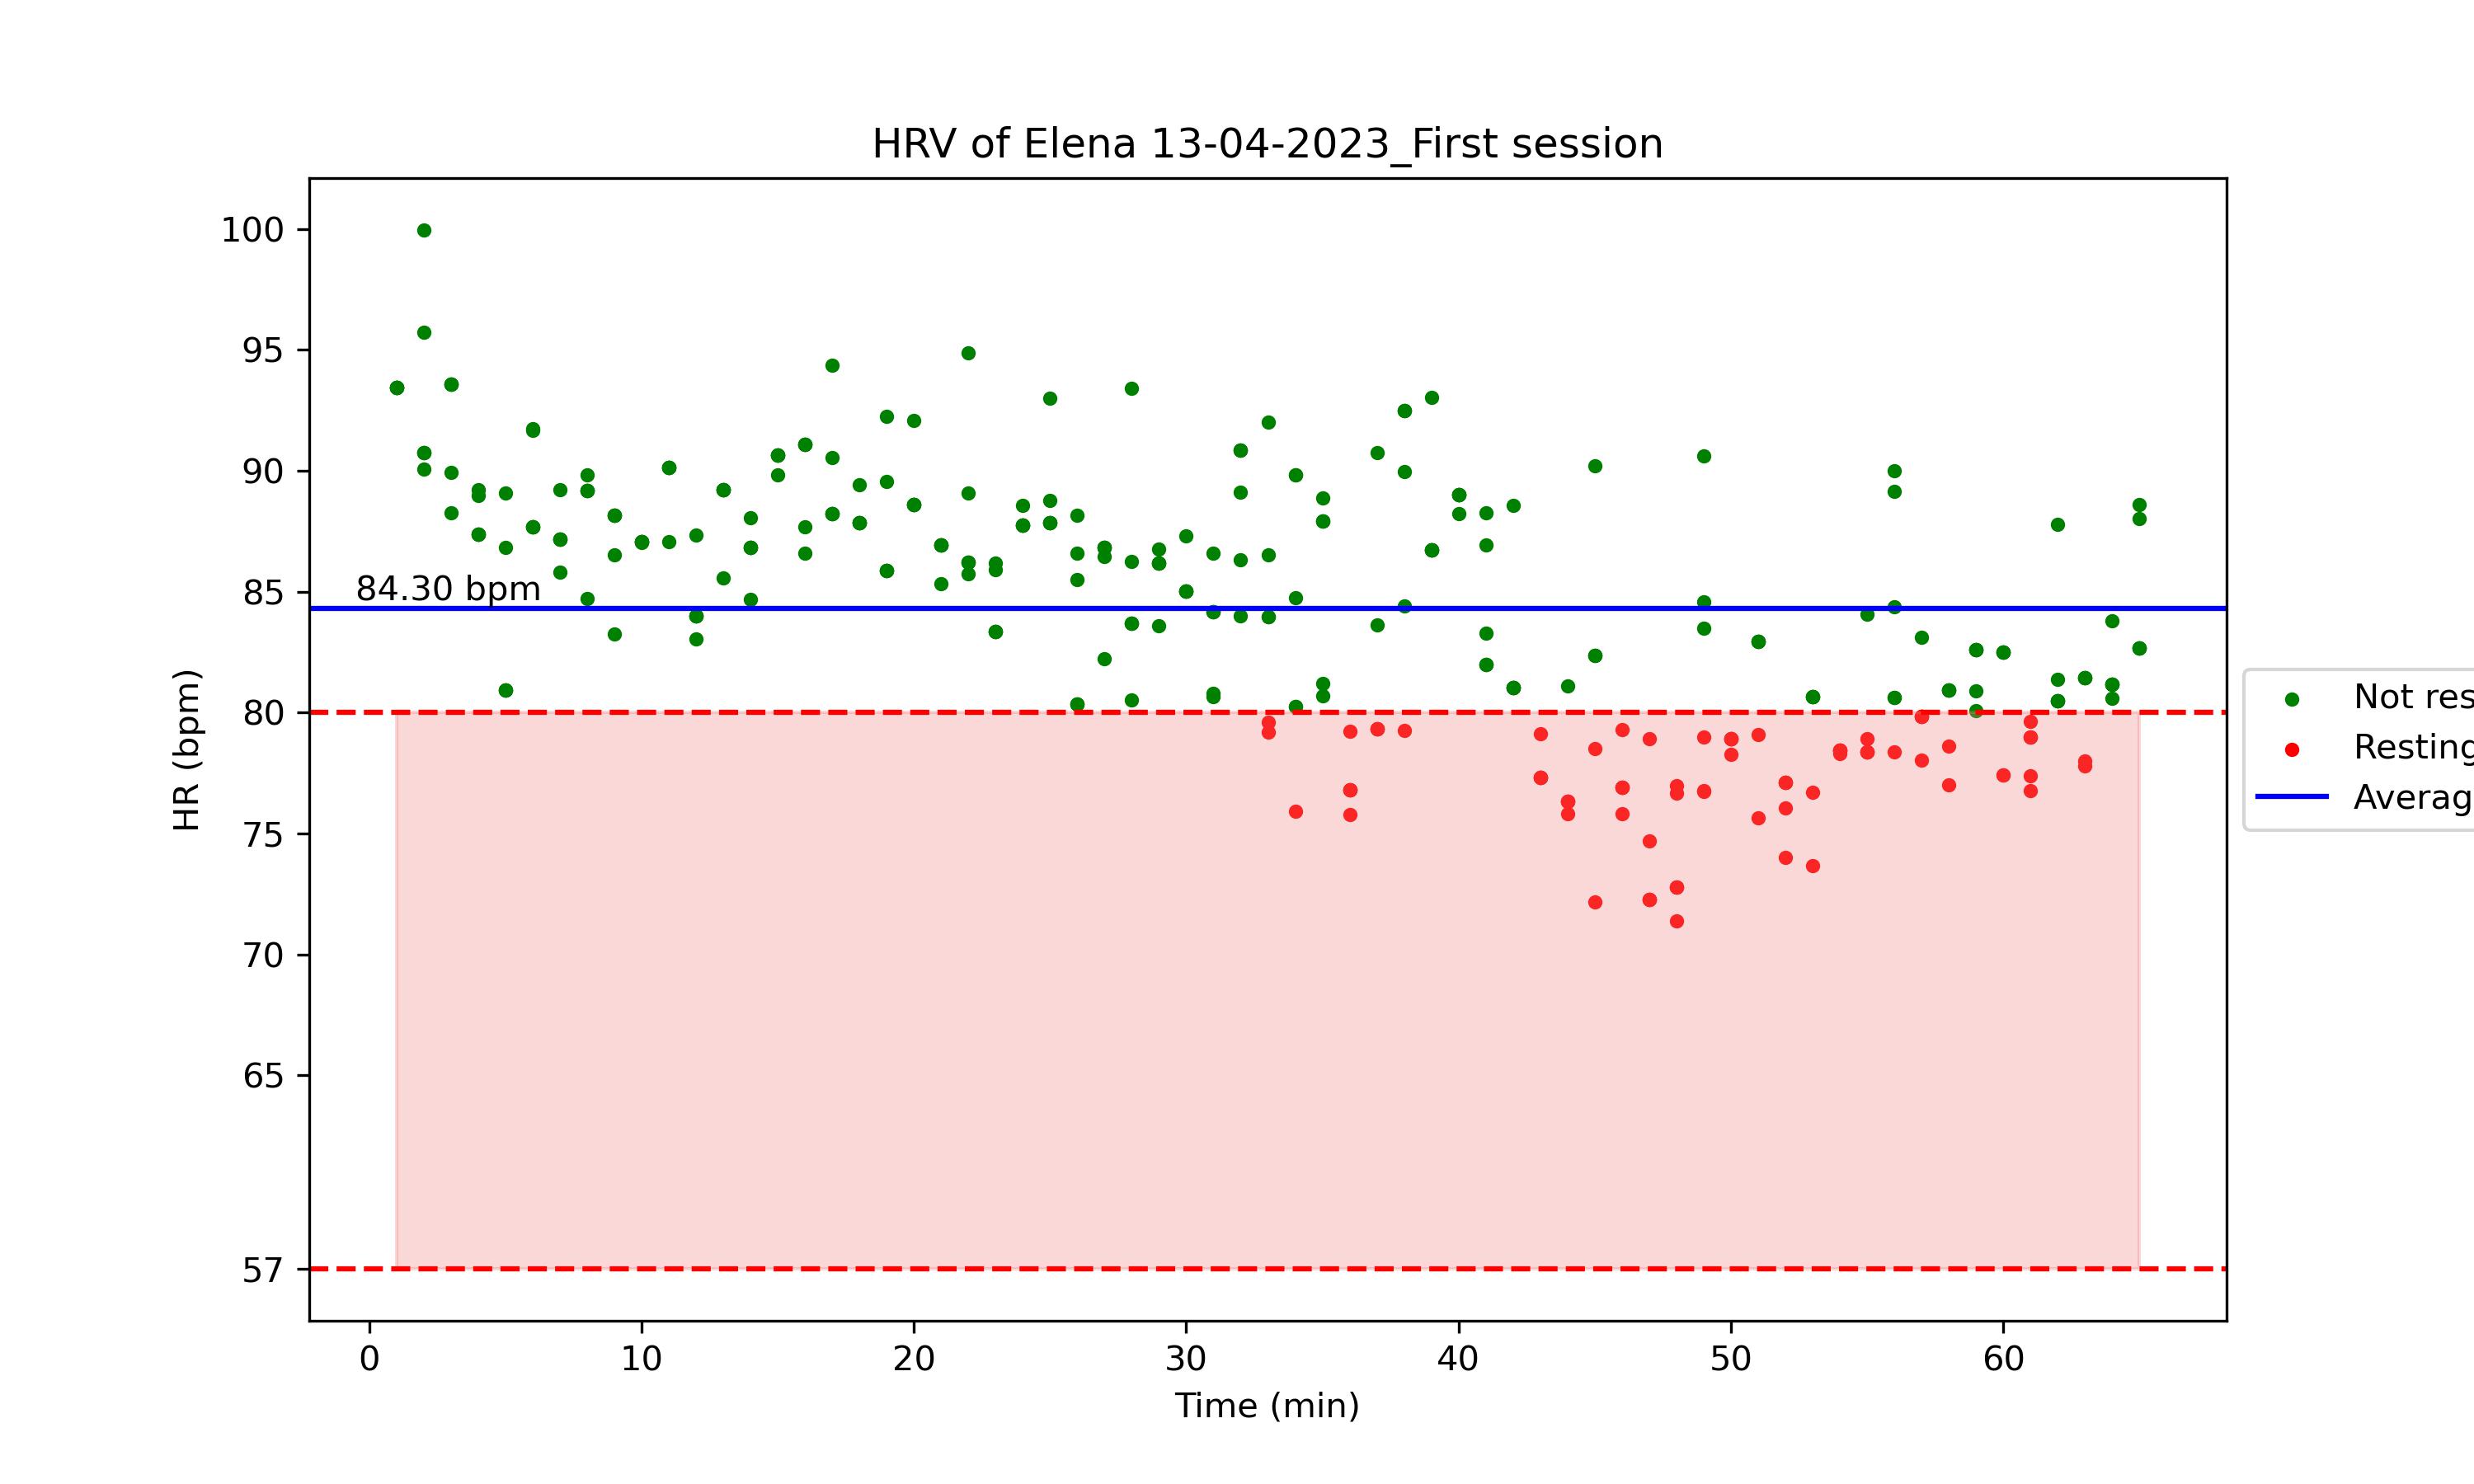 HRV of Elena 13-04-2023_First session
100
95
90
85
80
75
70
65
57
84.30 bpm
HR (bpm)
0 10 20 30 40 50 60
Time (min)
Not res
Resting
Averag